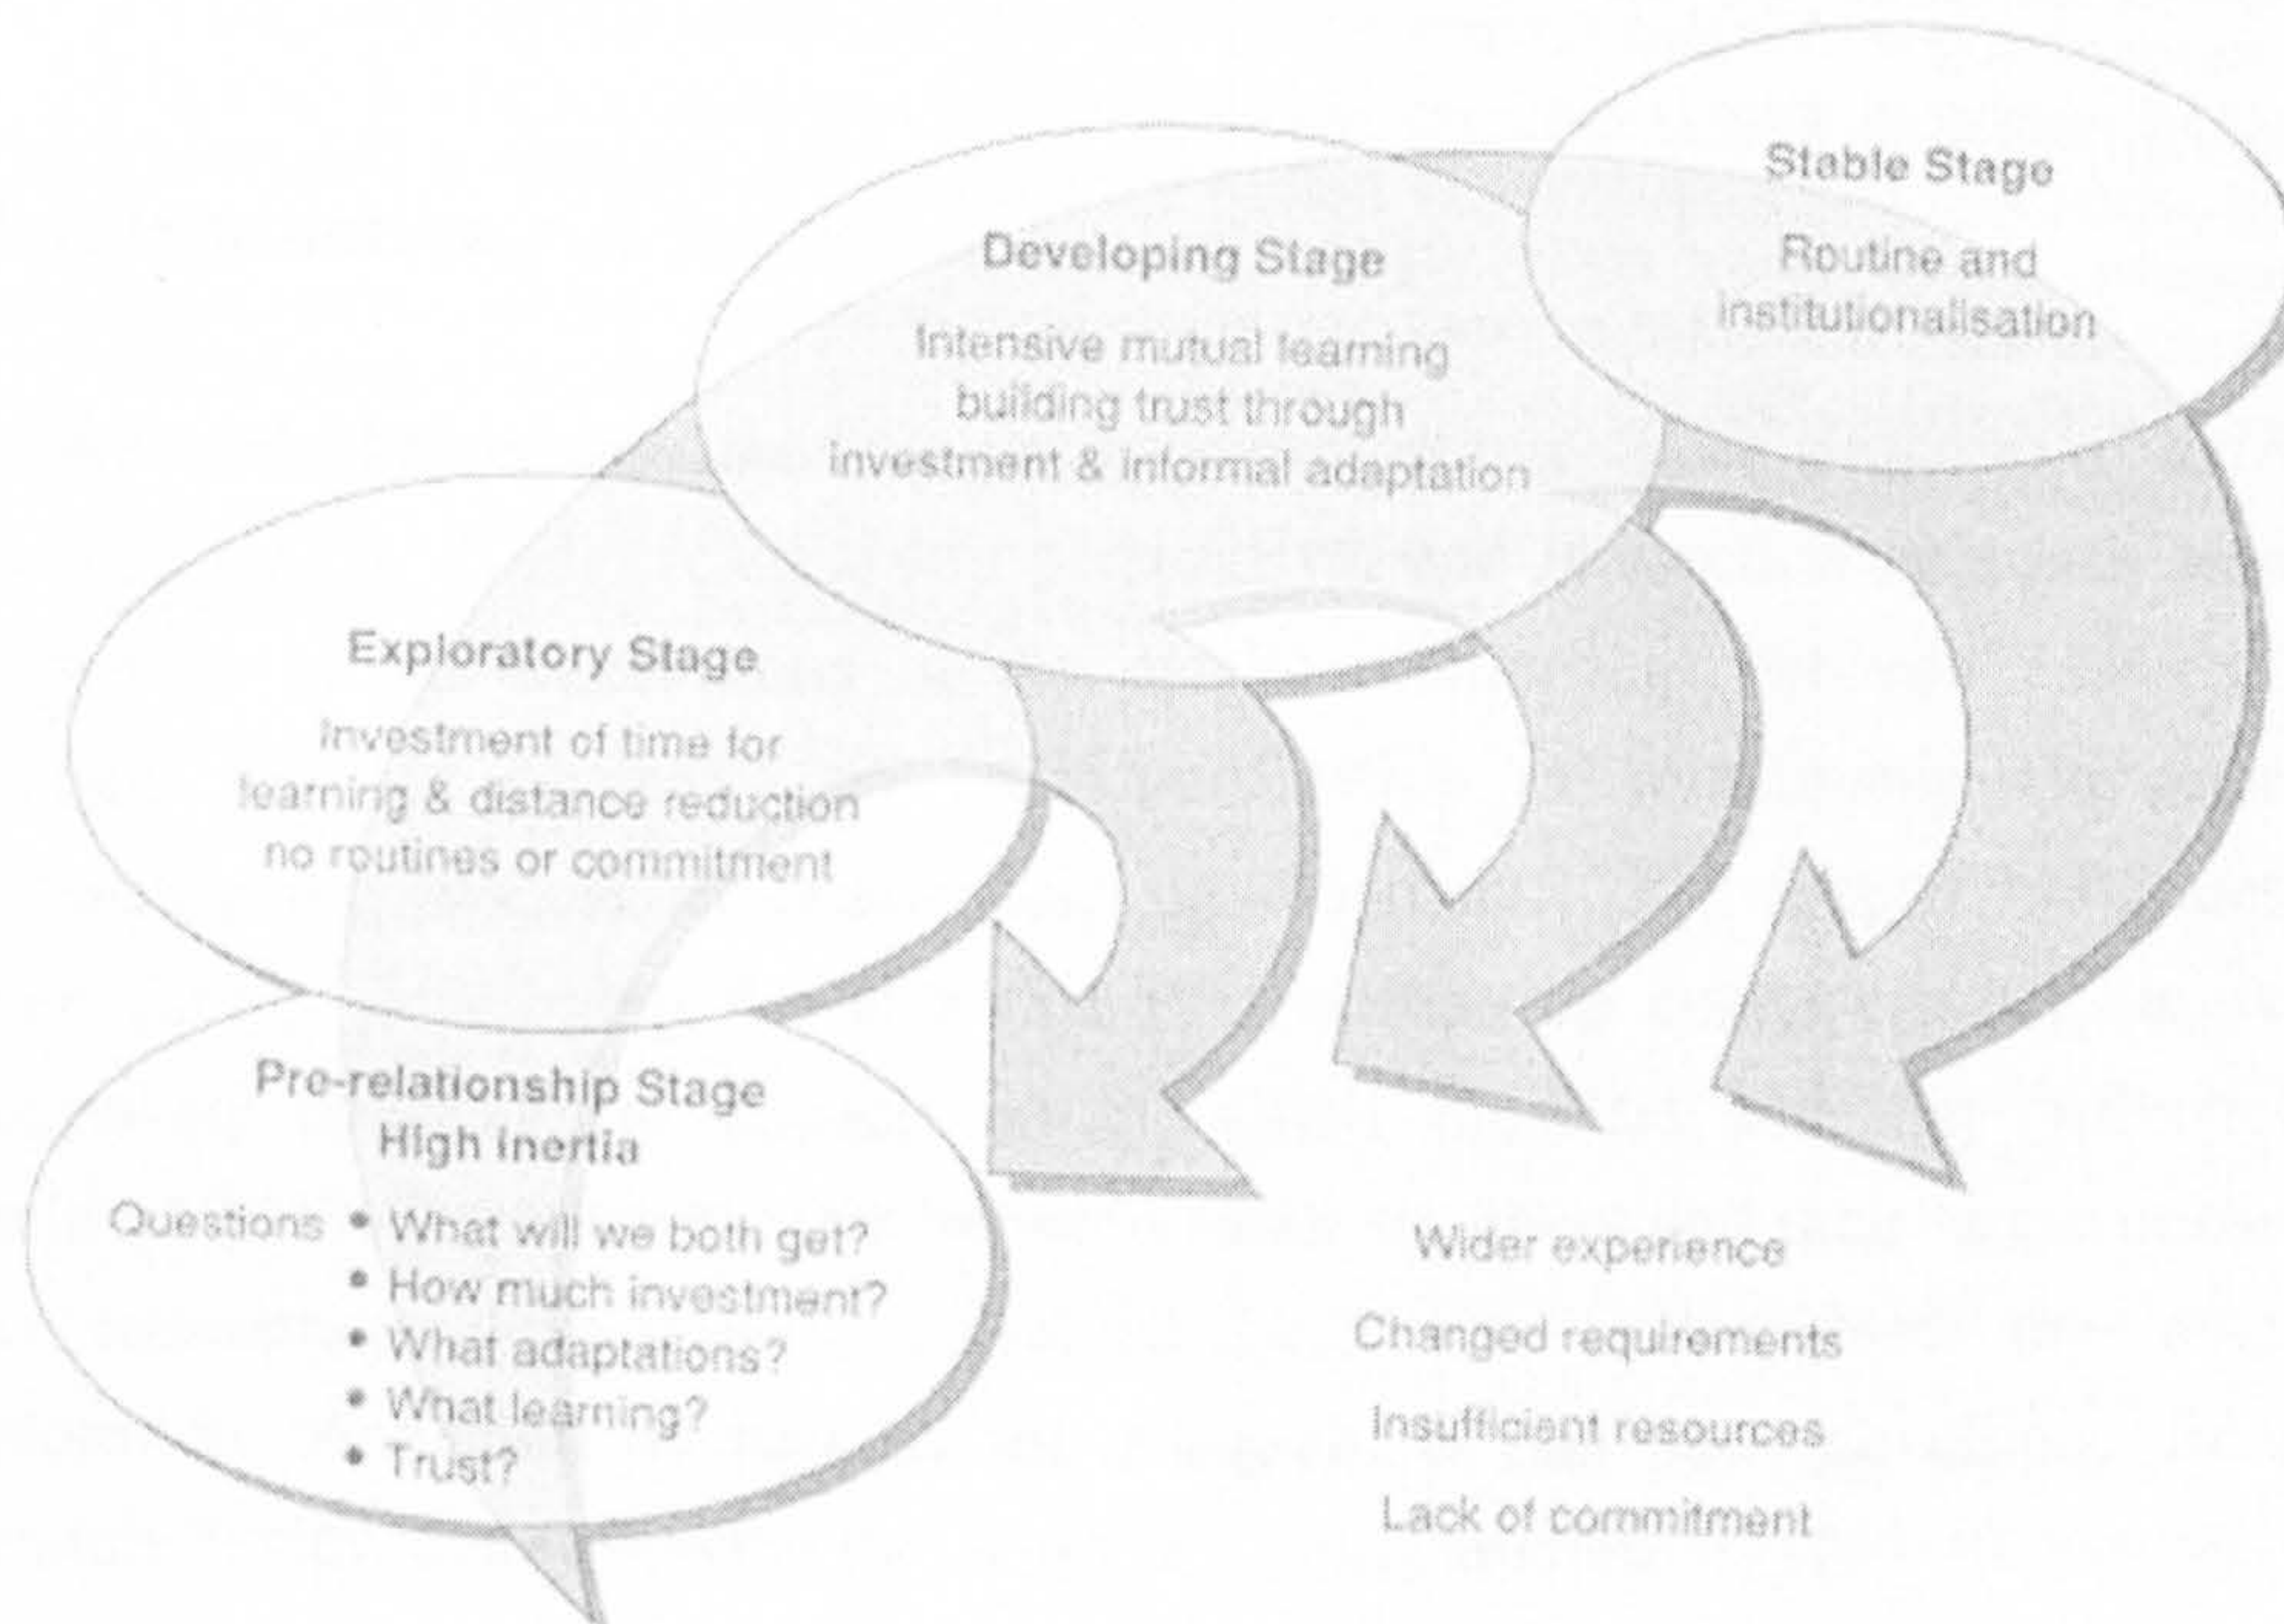 Stable Stage
Routine and
institutionalisation
Developing Stage
Intensive mutual learning
building trust through
investment & informal adaptation
Exploratory Stage
Investment of time for
learning & distance reduction
no routines or commitment
Pre-relationship Stage
High inertia
Questions • What will we both get?
• How much investment?
• What adaptations?
• What learning?
• Trust?
Wider experience
Changed requirements
Insufficient resources
Lack of commitment